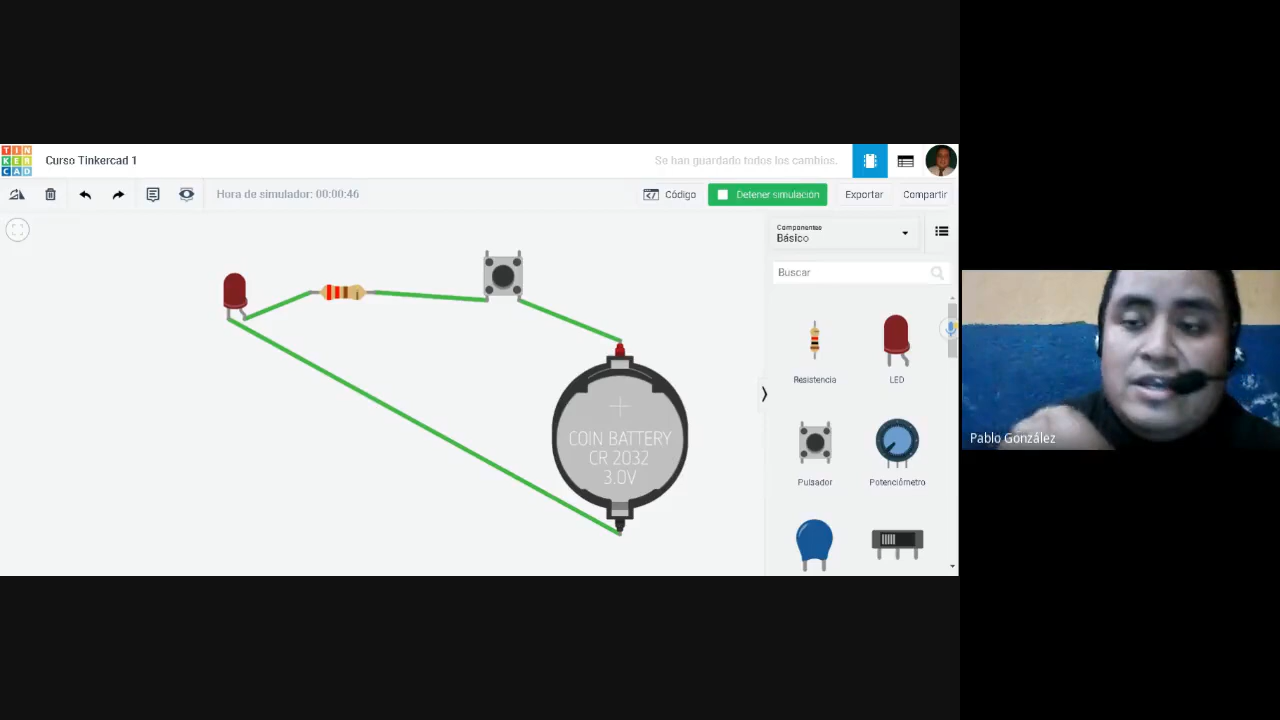 TIN
KER
CAD
Curso Tinkercad 1
Se han guardado todos los cambios.
Hora de simulador: 00:00:46
Código
Detener simulación
Exportar
Compartir
Componentes
Básico
Buscar
Resistencia
LED
Pulsador
Potenciómetro
COIN BATTERY
CR 2032
3.0V
Pablo González